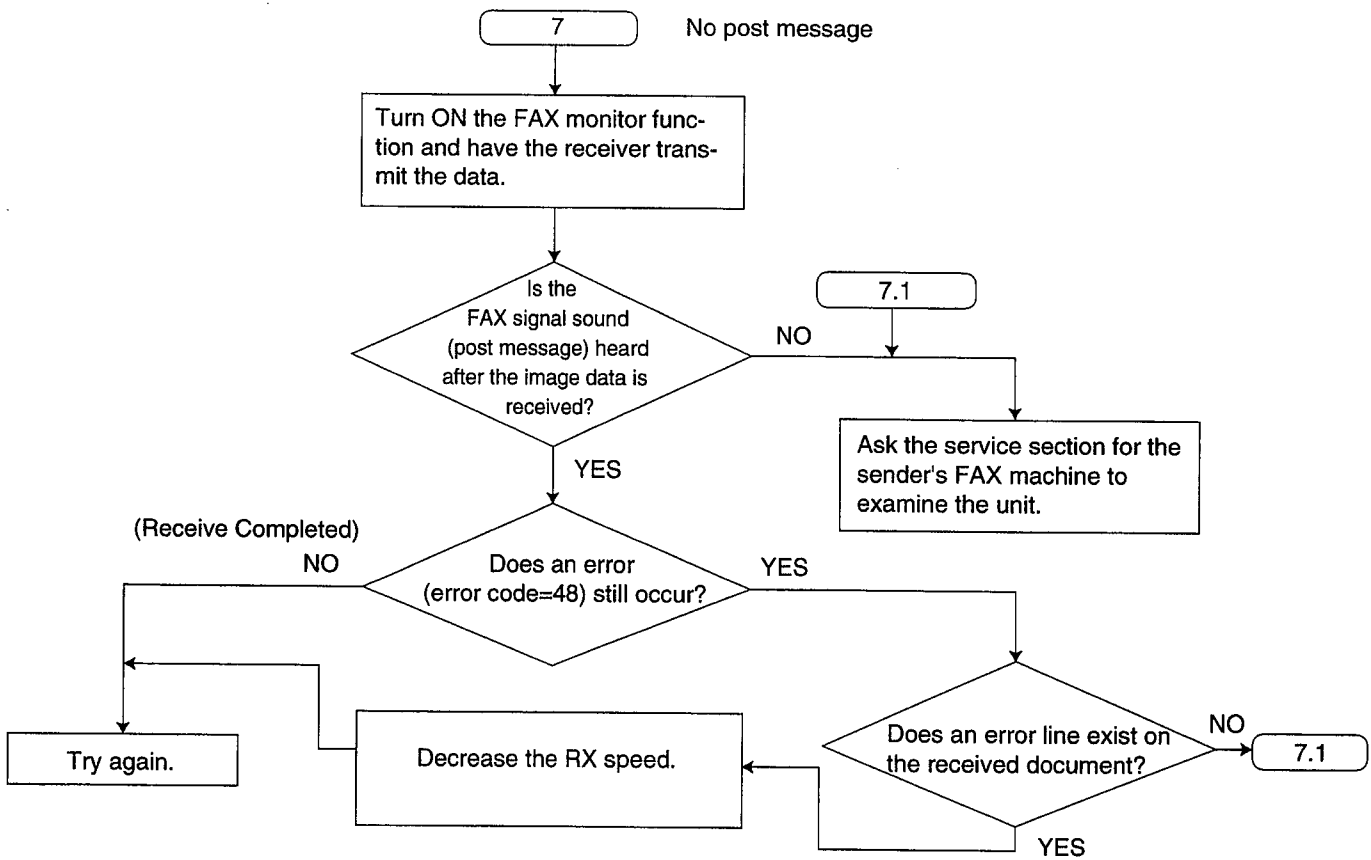 7
No post message
Turn ON the FAX monitor func-
tion and have the receiver trans-
mit the data.
Is the
FAX signal sound
(post message) heard
after the image data is
received?
NO
7.1
Ask the service section for the
sender's FAX machine to
examine the unit.
YES
(Receive Completed)
NO
Does an error
(error code=48) still occur?
YES
Does an error line exist on
the received document?
NO
7.1
YES
Decrease the RX speed.
Try again.